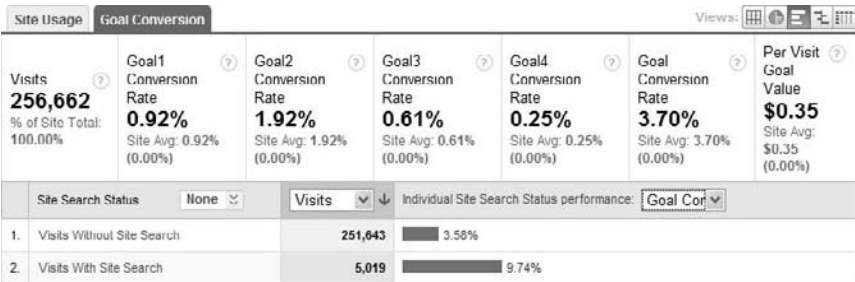 Site Usage Goal Conversion Views:
Visits
256,662
% of Site Total:
100.00%
Goal1
Conversion
Rate
0.92%
Site Avg: 0.92%
(0.00%)
Goal2
Conversion
Rate
1.92%
Site Avg: 1.92%
(0.00%)
Goal3
Conversion
Rate
0.61%
Site Avg: 0.61%
(0.00%)
Goal4
Conversion
Rate
0.25%
Site Avg: 0.25%
(0.00%)
Goal
Conversion
Rate
3.70%
Site Avg: 3.70%
(0.00%)
Per Visit
Goal
Value
$0.35
Site Avg:
$0.35
(0.00%)
Site Search Status None Visits Individual Site Search Status performance: Goal Cor
1. Visits Without Site Search 251,643 3.58%
2. Visits With Site Search 5,019 9.74%